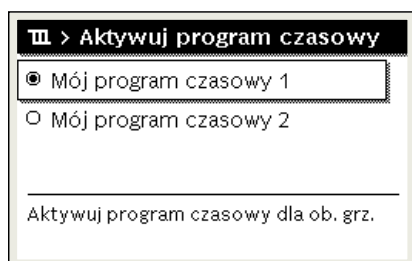 > Aktywuj program czasowy
Mój program czasowy 1
Mój program czasowy 2
Aktywuj program czasowy dla ob. grz.